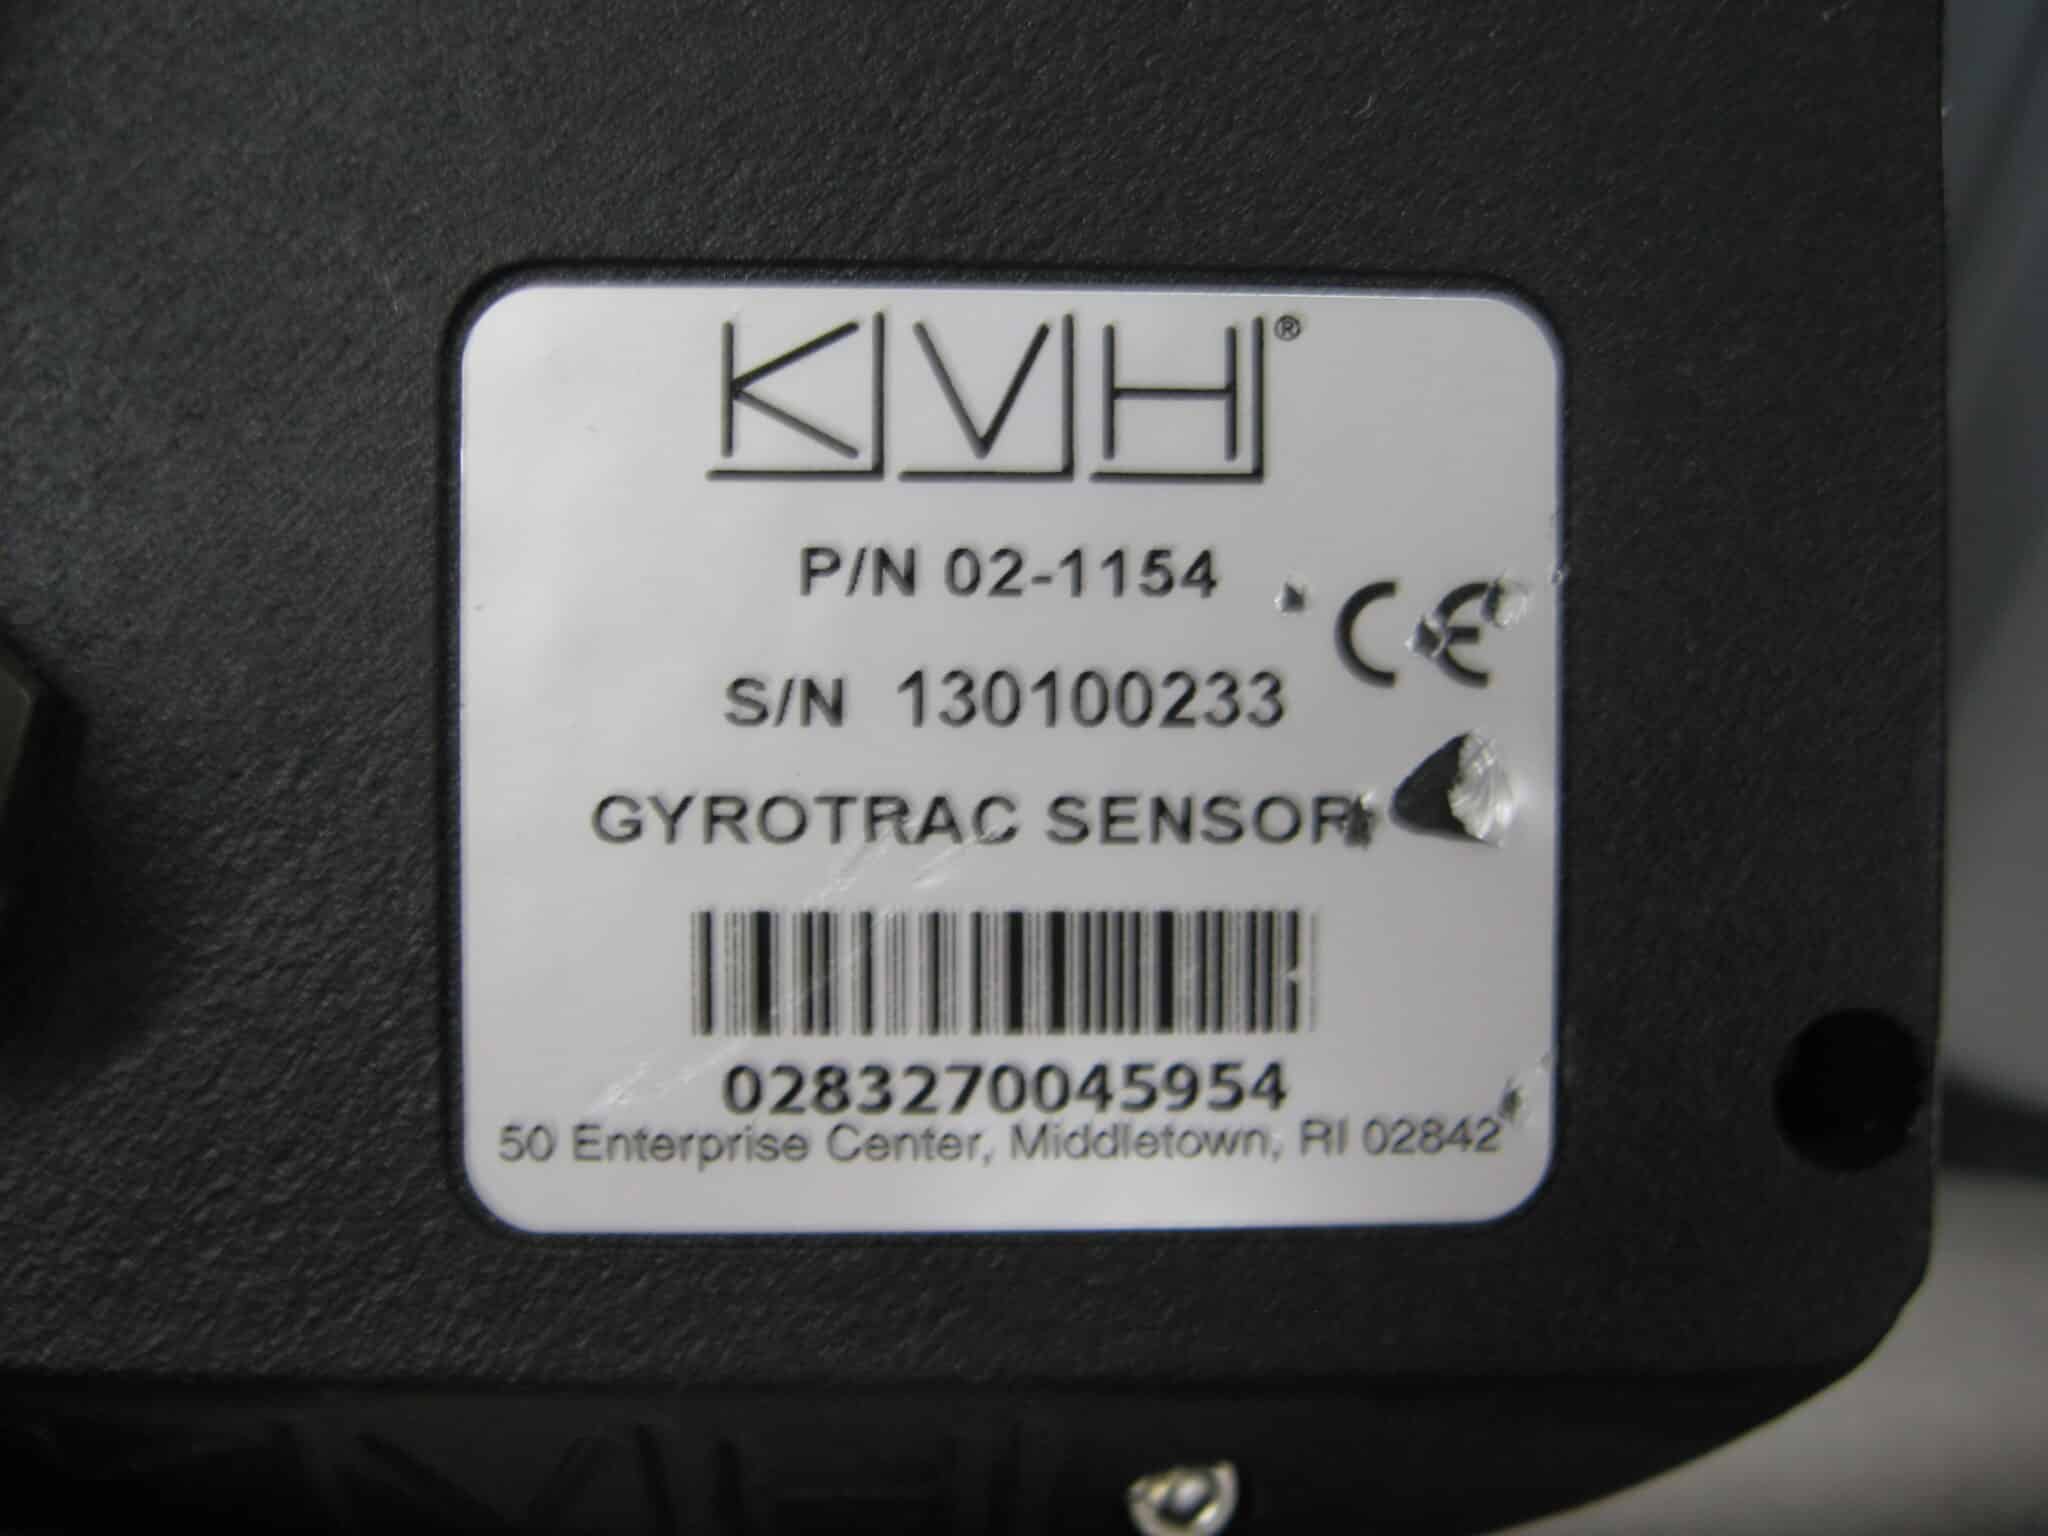 KVH®
P/N 02-1154
CE
S/N 130100233
GYROTRAC SENSOR
0283270045954
50 Enterprise Center, Middletown, RI 02842